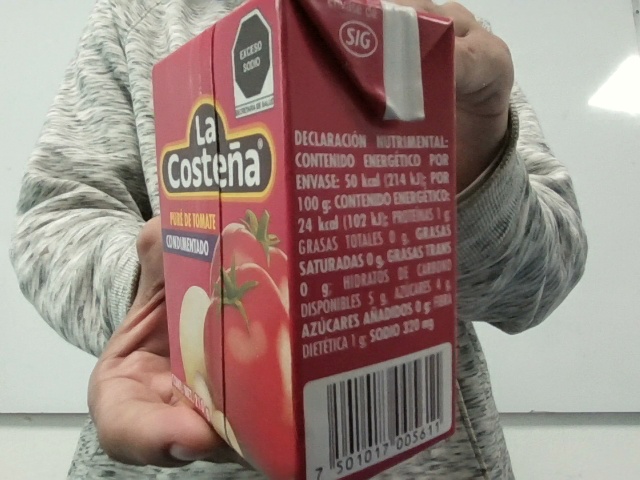 EXCESO
SODIO
SECRETARÍA DE SALUD
La
Costeña®
PURÉ DE TOMATE
CONDIMENTADO
SIG
DECLARACIÓN NUTRIMENTAL:
CONTENIDO ENERGÉTICO POR
ENVASE: 50 kcal (214 kJ); POR
100 g: CONTENIDO ENERGÉTICO:
24 kcal (102 kJ); PROTEÍNAS 1 g
GRASAS TOTALES 0 g, GRASAS
SATURADAS 0 g, GRASAS TRANS
0 g; HIDRATOS DE CARBONO
DISPONIBLES 5 g, AZÚCARES 4 g,
AZÚCARES AÑADIDOS 0 g; FIBRA
DIETÉTICA 1 g; SODIO 320 mg
7 501017 005611